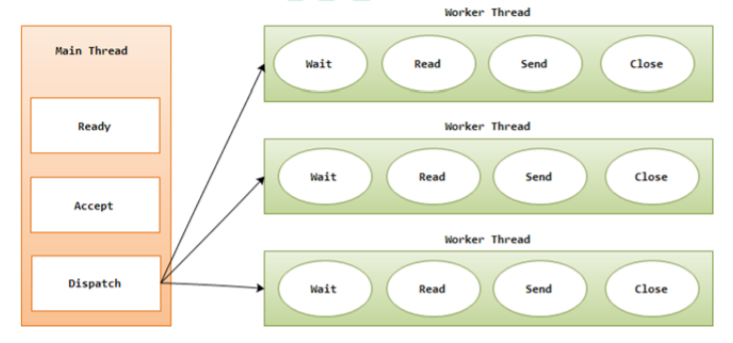 Main Thread
Ready
Accept
Dispatch
Worker Thread
Wait Read Send Close
Worker Thread
Wait Read Send Close
Worker Thread
Wait Read Send Close